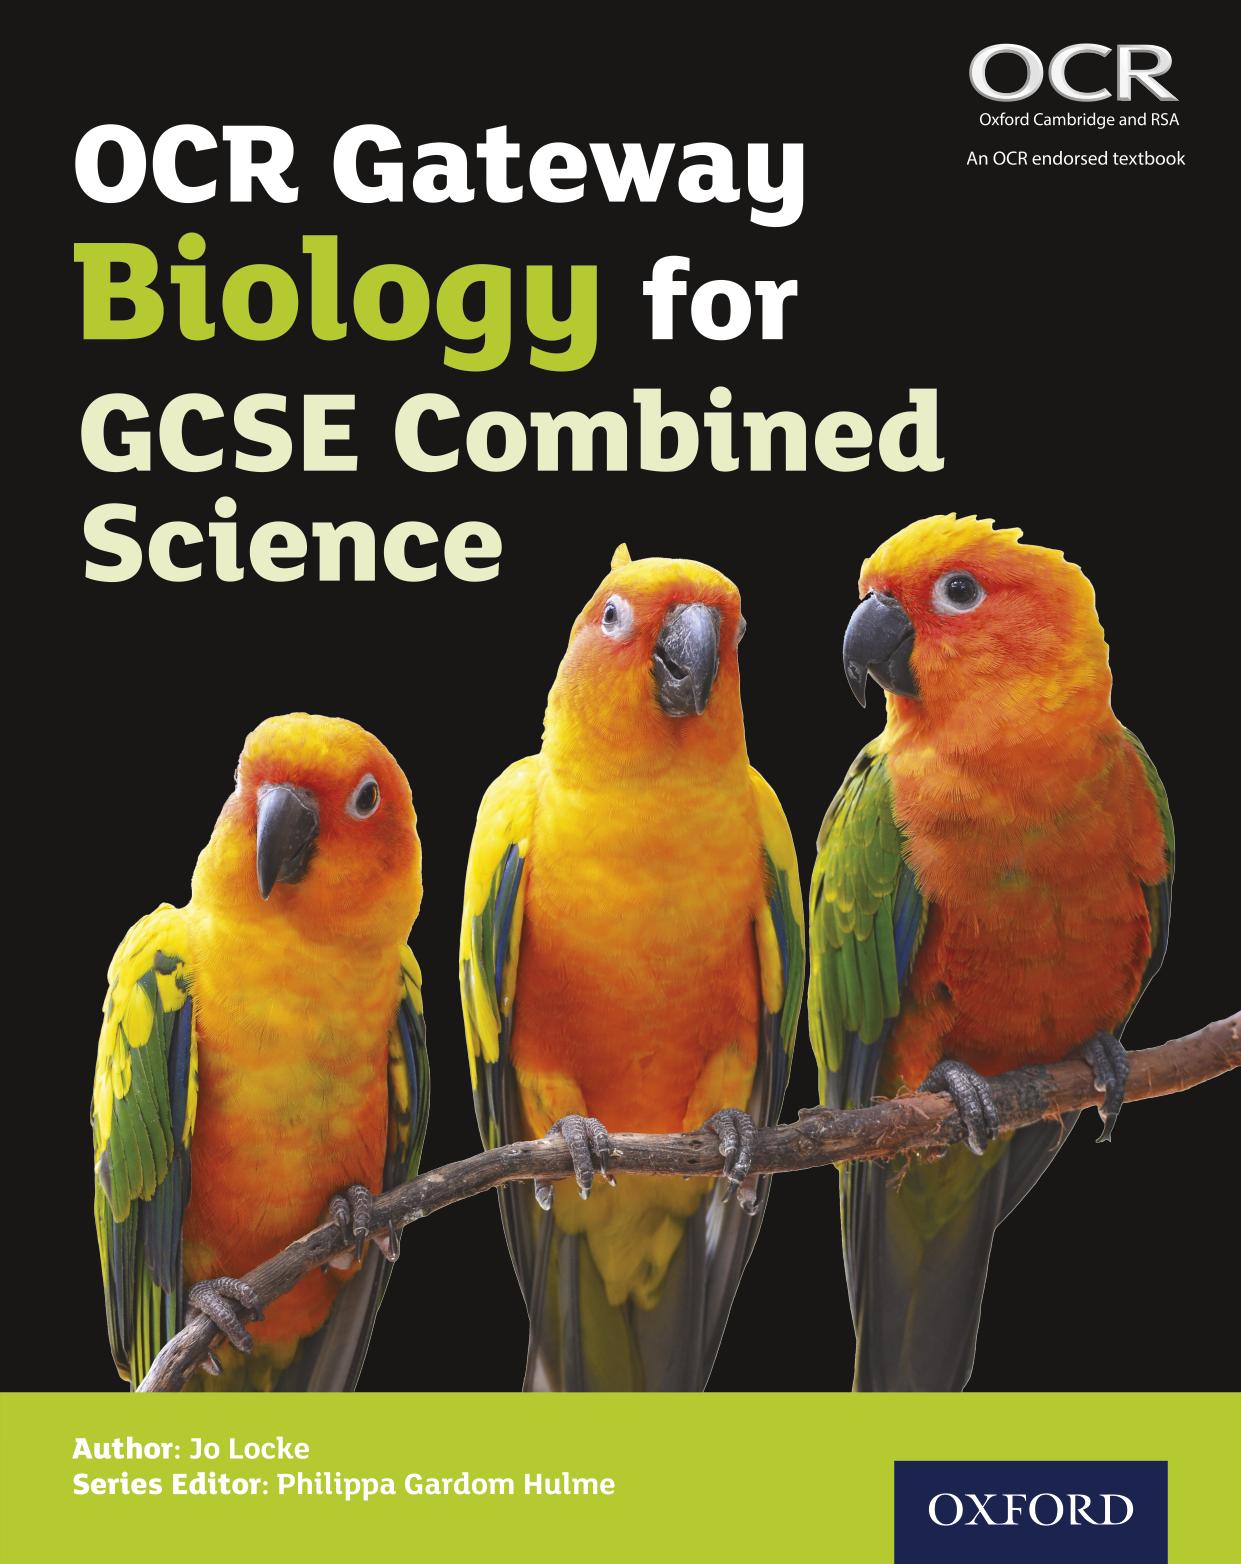 OCR
Oxford Cambridge and RSA
An OCR endorsed textbook
OCR Gateway
Biology for
GCSE Combined
Science
Author: Jo Locke
Series Editor: Philippa Gardom Hulme
OXFORD